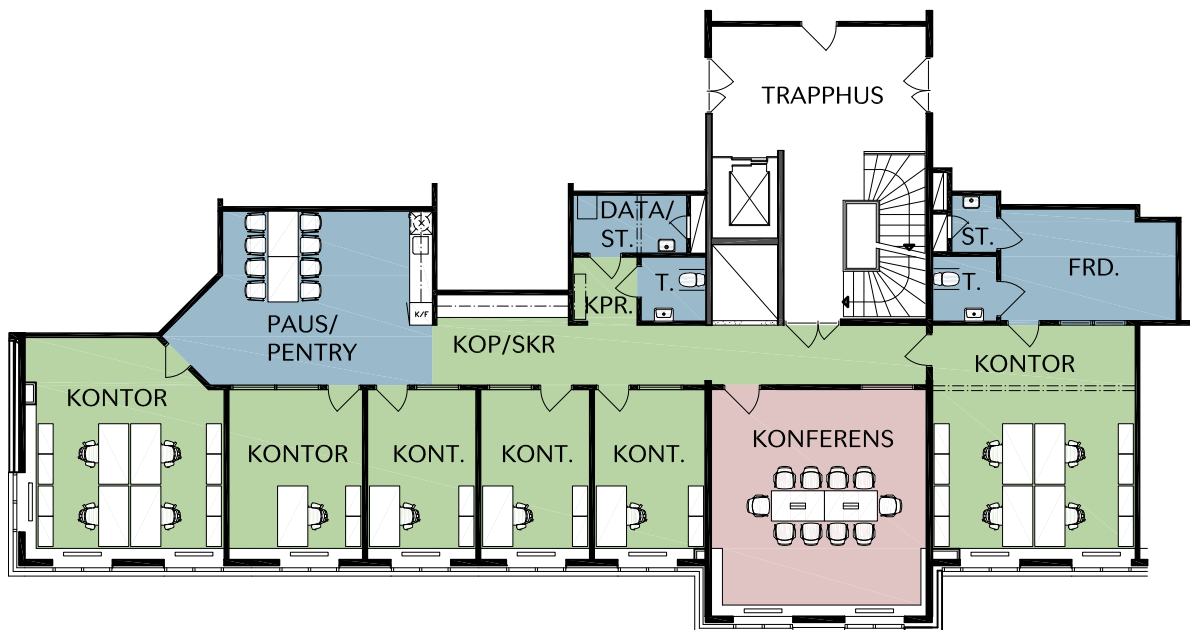 TRAPPHUS
DATA/
ST.
ST.
T.
T.
FRD.
KPR.
K/F
PAUS/
PENTRY
KOP/SKR
KONTOR
KONTOR
KONTOR
KONT.
KONT.
KONT.
KONFERENS